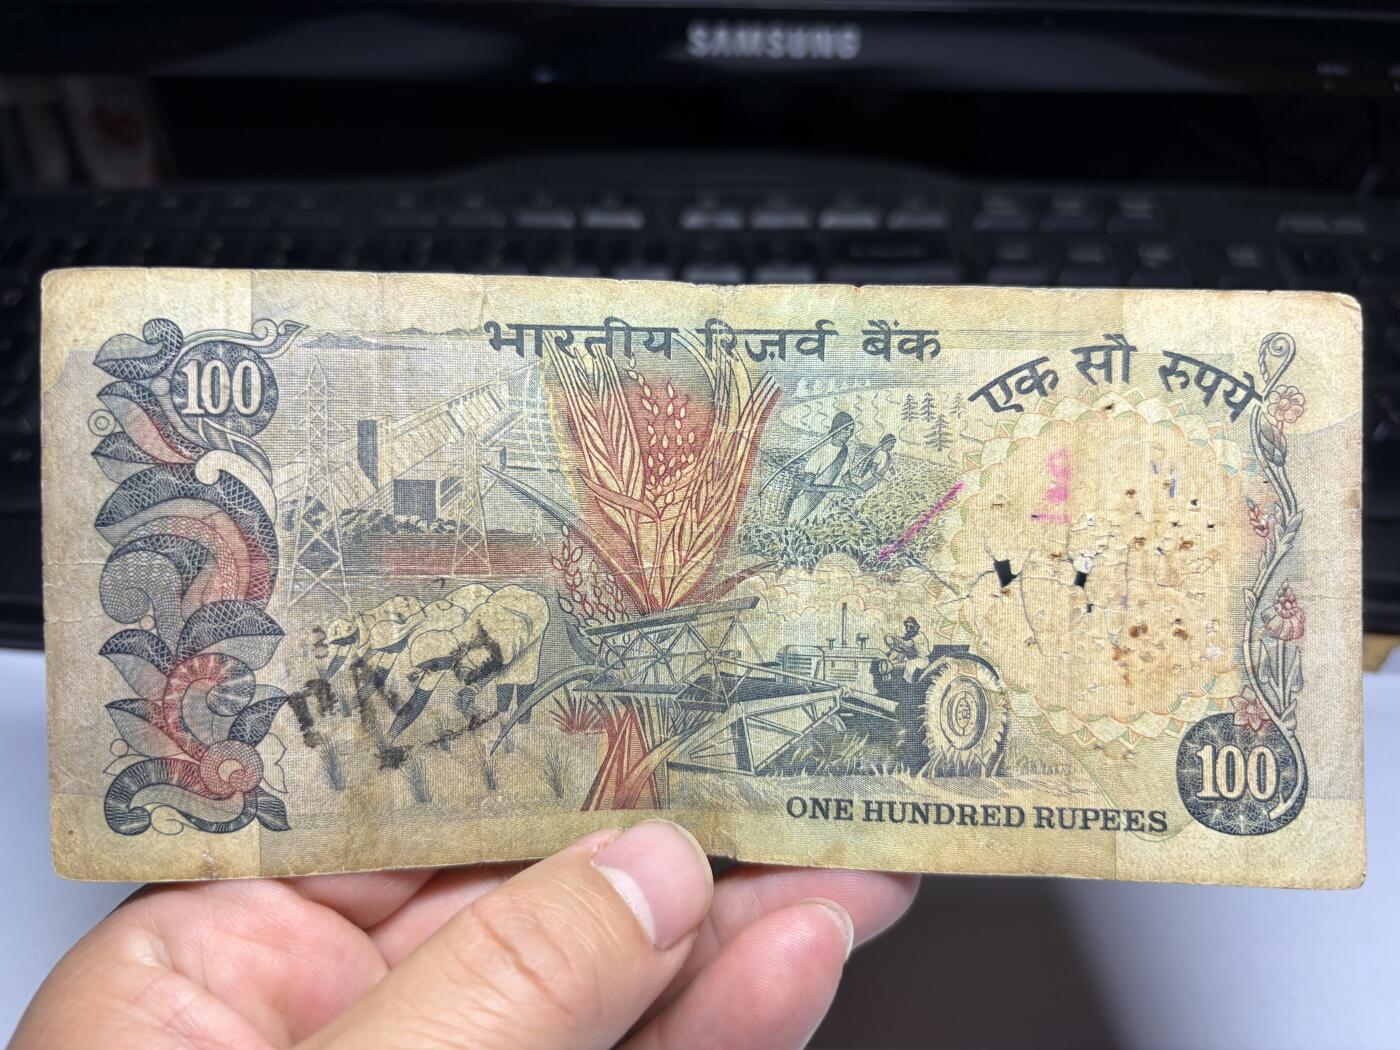 SAMSUNG
भारतीय रिज़र्व बैंक
एक सौ रुपये
100
ONE HUNDRED RUPEES
100